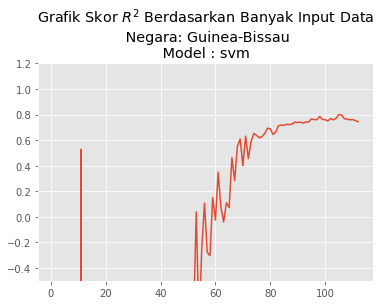 Grafik Skor R² Berdasarkan Banyak Input Data
Negara: Guinea-Bissau
Model : svm
1.2
1.0
0.8
0.6
0.4
0.2
0.0
−0.2
−0.4
0 20 40 60 80 100